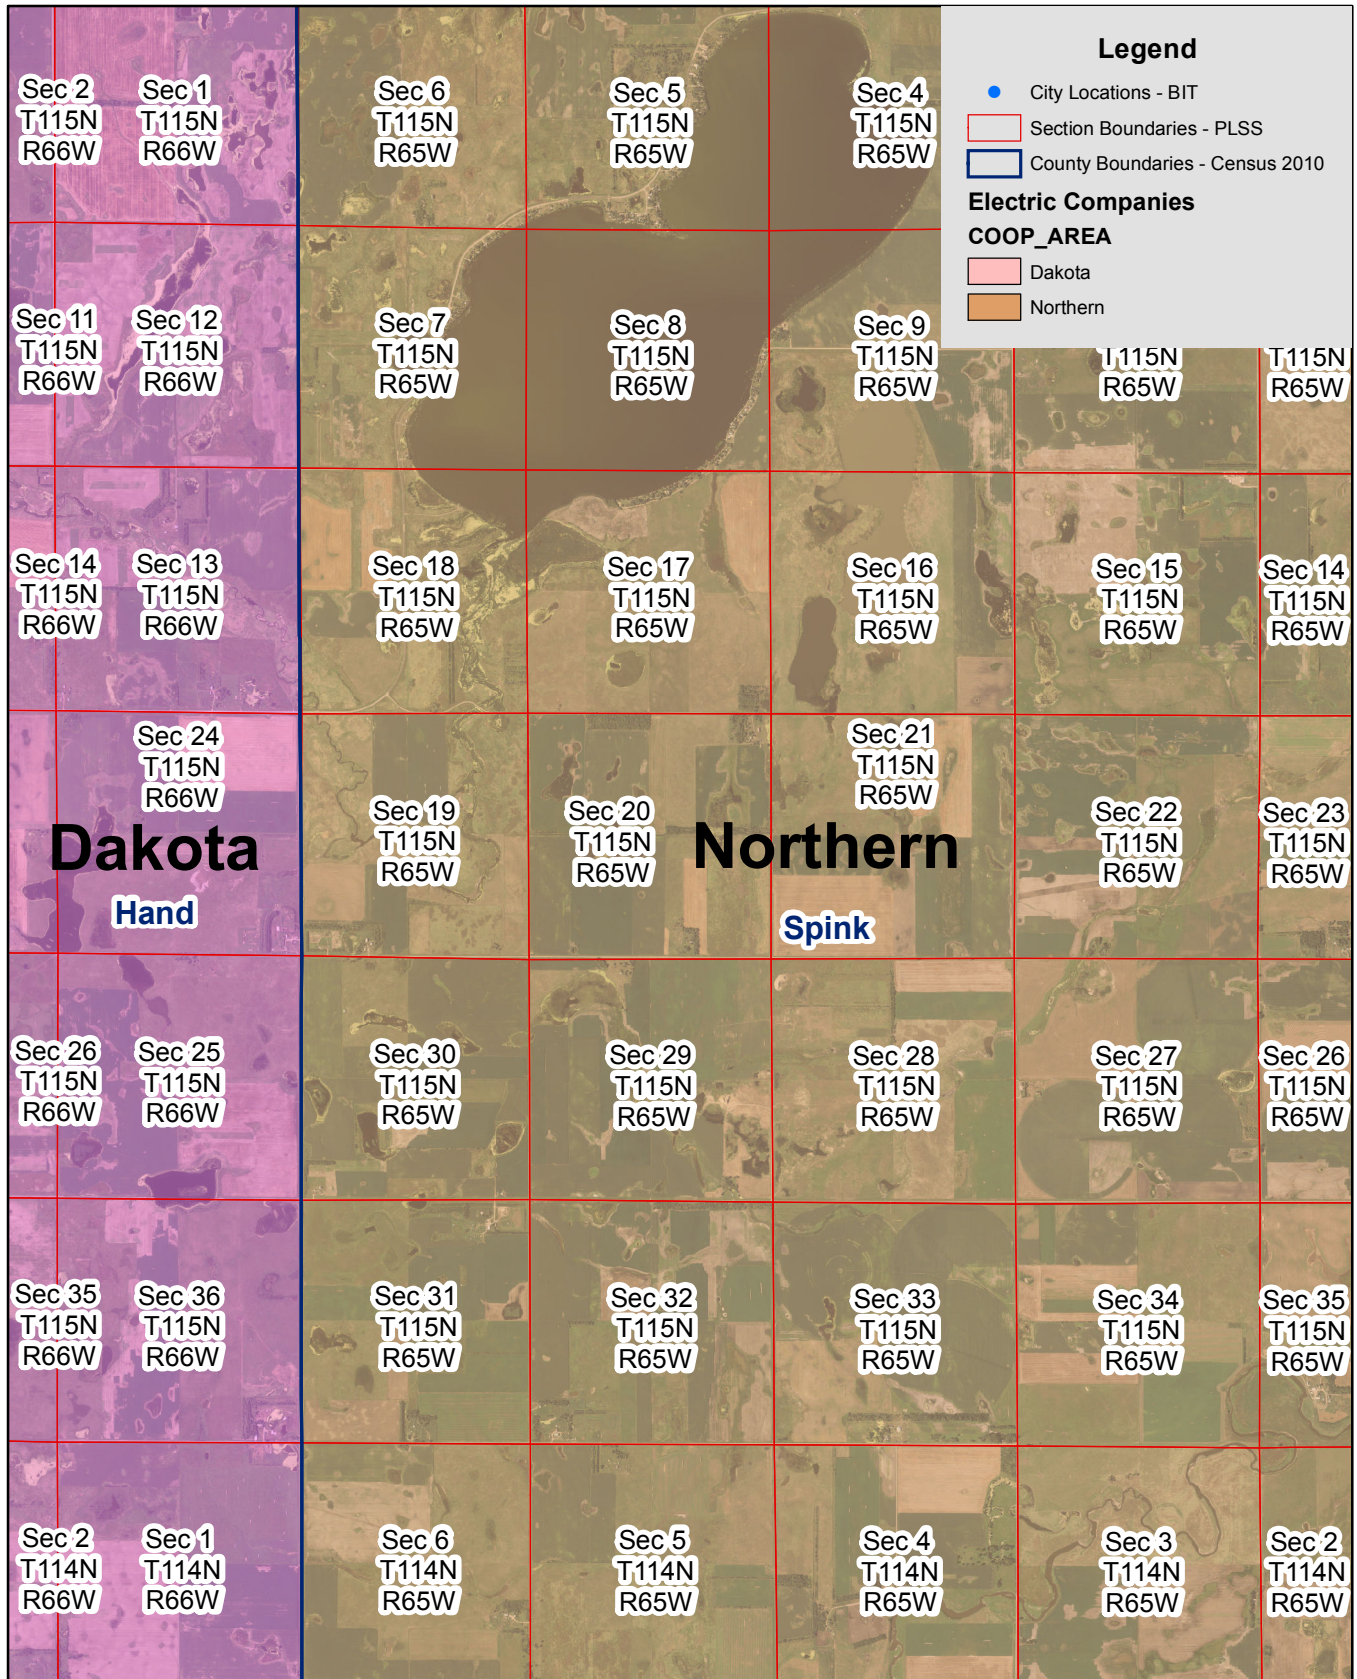 Legend
City Locations - BIT
Section Boundaries - PLSS
County Boundaries - Census 2010
Electric Companies
COOP_AREA
Dakota
Northern
Sec 2
T115N
R66W
Sec 1
T115N
R66W
Sec 6
T115N
R65W
Sec 5
T115N
R65W
Sec 4
T115N
R65W
Sec 11
T115N
R66W
Sec 12
T115N
R66W
Sec 7
T115N
R65W
Sec 8
T115N
R65W
Sec 9
T115N
R65W
T115N
R65W
T115N
R65W
Sec 14
T115N
R66W
Sec 13
T115N
R66W
Sec 18
T115N
R65W
Sec 17
T115N
R65W
Sec 16
T115N
R65W
Sec 15
T115N
R65W
Sec 14
T115N
R65W
Sec 24
T115N
R66W
Sec 19
T115N
R65W
Sec 20
T115N
R65W
Sec 21
T115N
R65W
Sec 22
T115N
R65W
Sec 23
T115N
R65W
Dakota
Northern
Hand
Spink
Sec 26
T115N
R66W
Sec 25
T115N
R66W
Sec 30
T115N
R65W
Sec 29
T115N
R65W
Sec 28
T115N
R65W
Sec 27
T115N
R65W
Sec 26
T115N
R65W
Sec 35
T115N
R66W
Sec 36
T115N
R66W
Sec 31
T115N
R65W
Sec 32
T115N
R65W
Sec 33
T115N
R65W
Sec 34
T115N
R65W
Sec 35
T115N
R65W
Sec 2
T114N
R66W
Sec 1
T114N
R66W
Sec 6
T114N
R65W
Sec 5
T114N
R65W
Sec 4
T114N
R65W
Sec 3
T114N
R65W
Sec 2
T114N
R65W